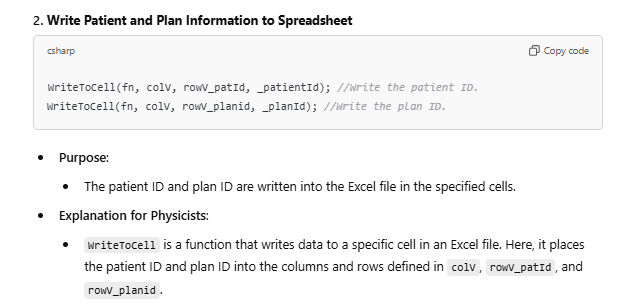 2. Write Patient and Plan Information to Spreadsheet
csharp
Copy code
WriteToCell(fn, colV, rowV_patId, _patientId); //Write the patient ID.
WriteToCell(fn, colV, rowV_planid, _planId); //Write the plan ID.
Purpose:
The patient ID and plan ID are written into the Excel file in the specified cells.
Explanation for Physicists:
WriteToCell is a function that writes data to a specific cell in an Excel file. Here, it places
the patient ID and plan ID into the columns and rows defined in colV, rowV_patId, and
rowV_planid.